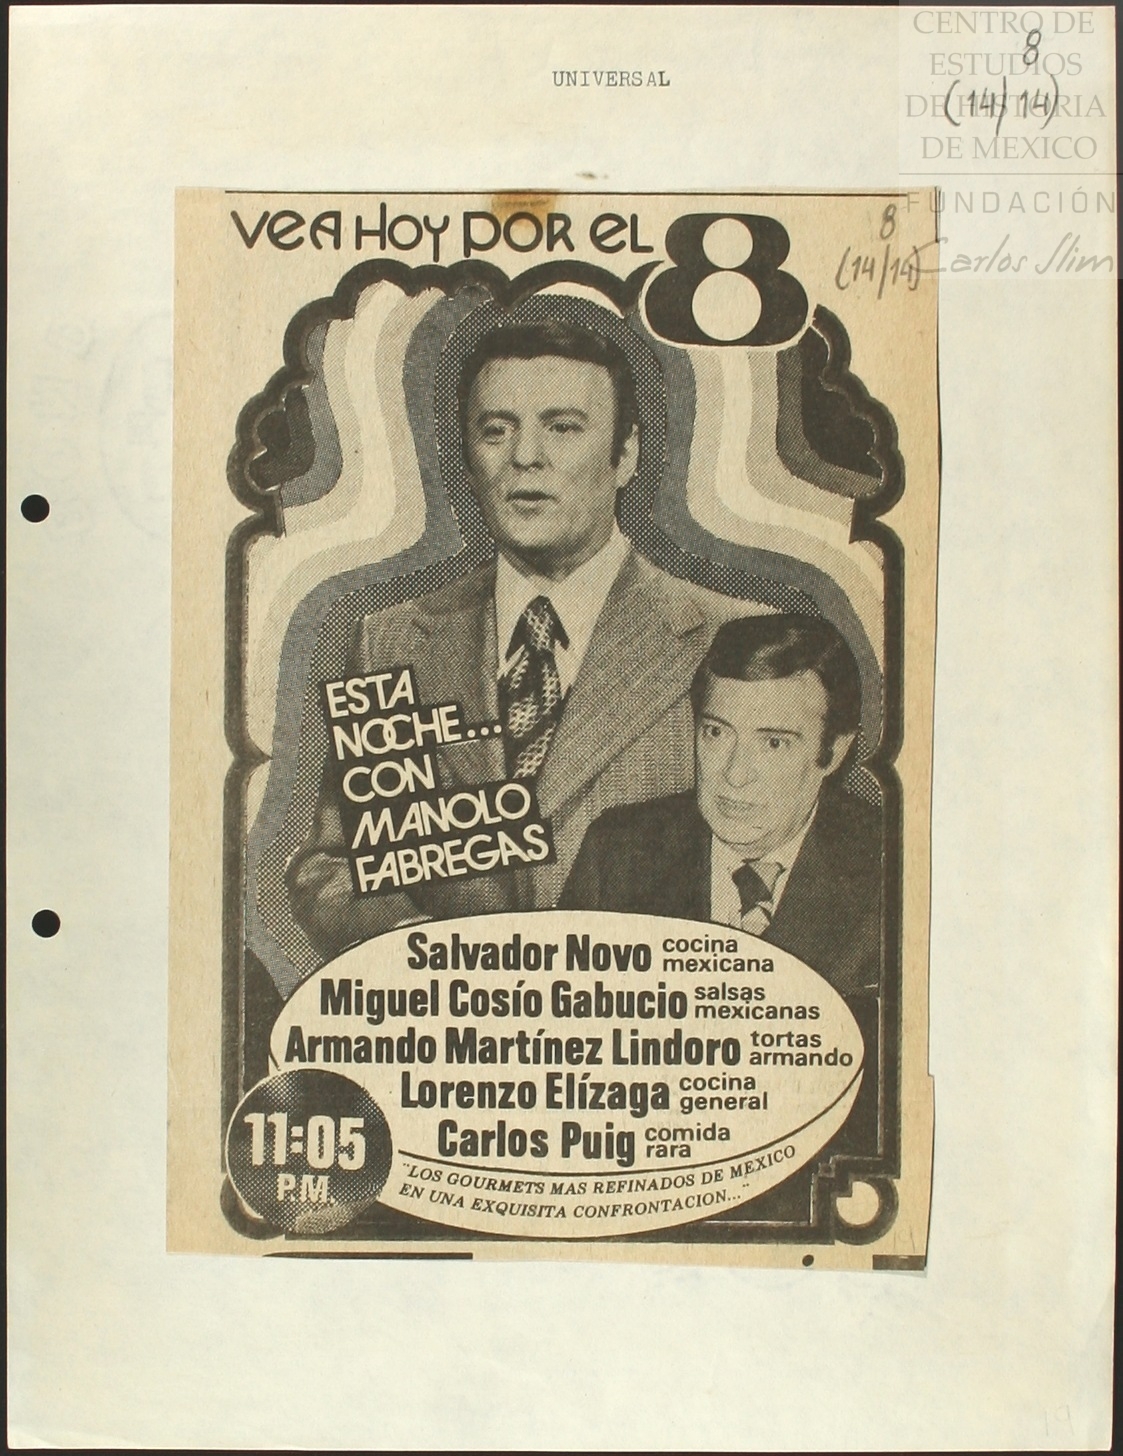 CENTRO DE
ESTUDIOS
DE HISTORIA
DE MEXICO
FUNDACIÓN
Carlos Slim
8
(14/14)
UNIVERSAL
VEA HOY POR EL 8
8
(14/14)
ESTA
NOCHE...
CON
MANOLO
FABREGAS
Salvador Novo cocina mexicana
Miguel Cosío Gabucio salsas mexicanas
Armando Martínez Lindoro tortas armando
Lorenzo Elízaga cocina general
Carlos Puig comida rara
11:05
P.M.
"LOS GOURMETS MAS REFINADOS DE MEXICO
EN UNA EXQUISITA CONFRONTACION..."
19